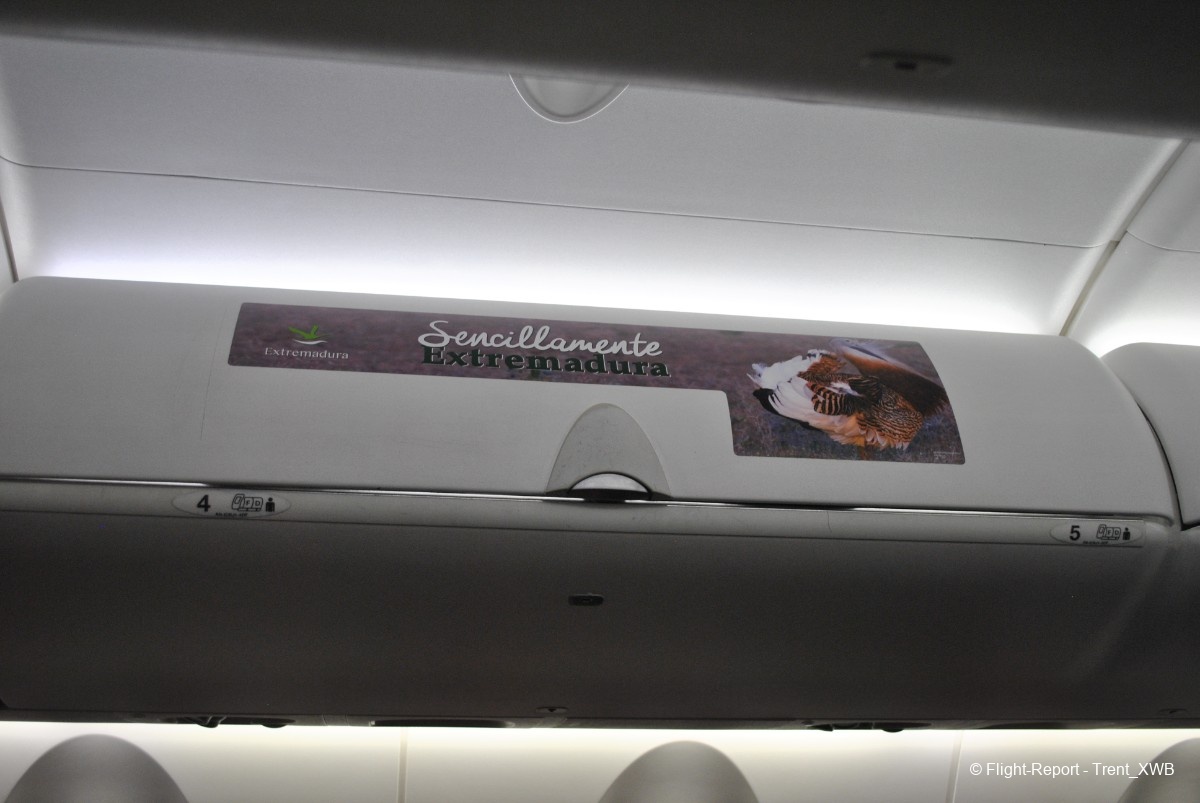 Extremadura
Sencillamente
Extremadura
4
F D
5
F D
© Flight-Report - Trent_XWB